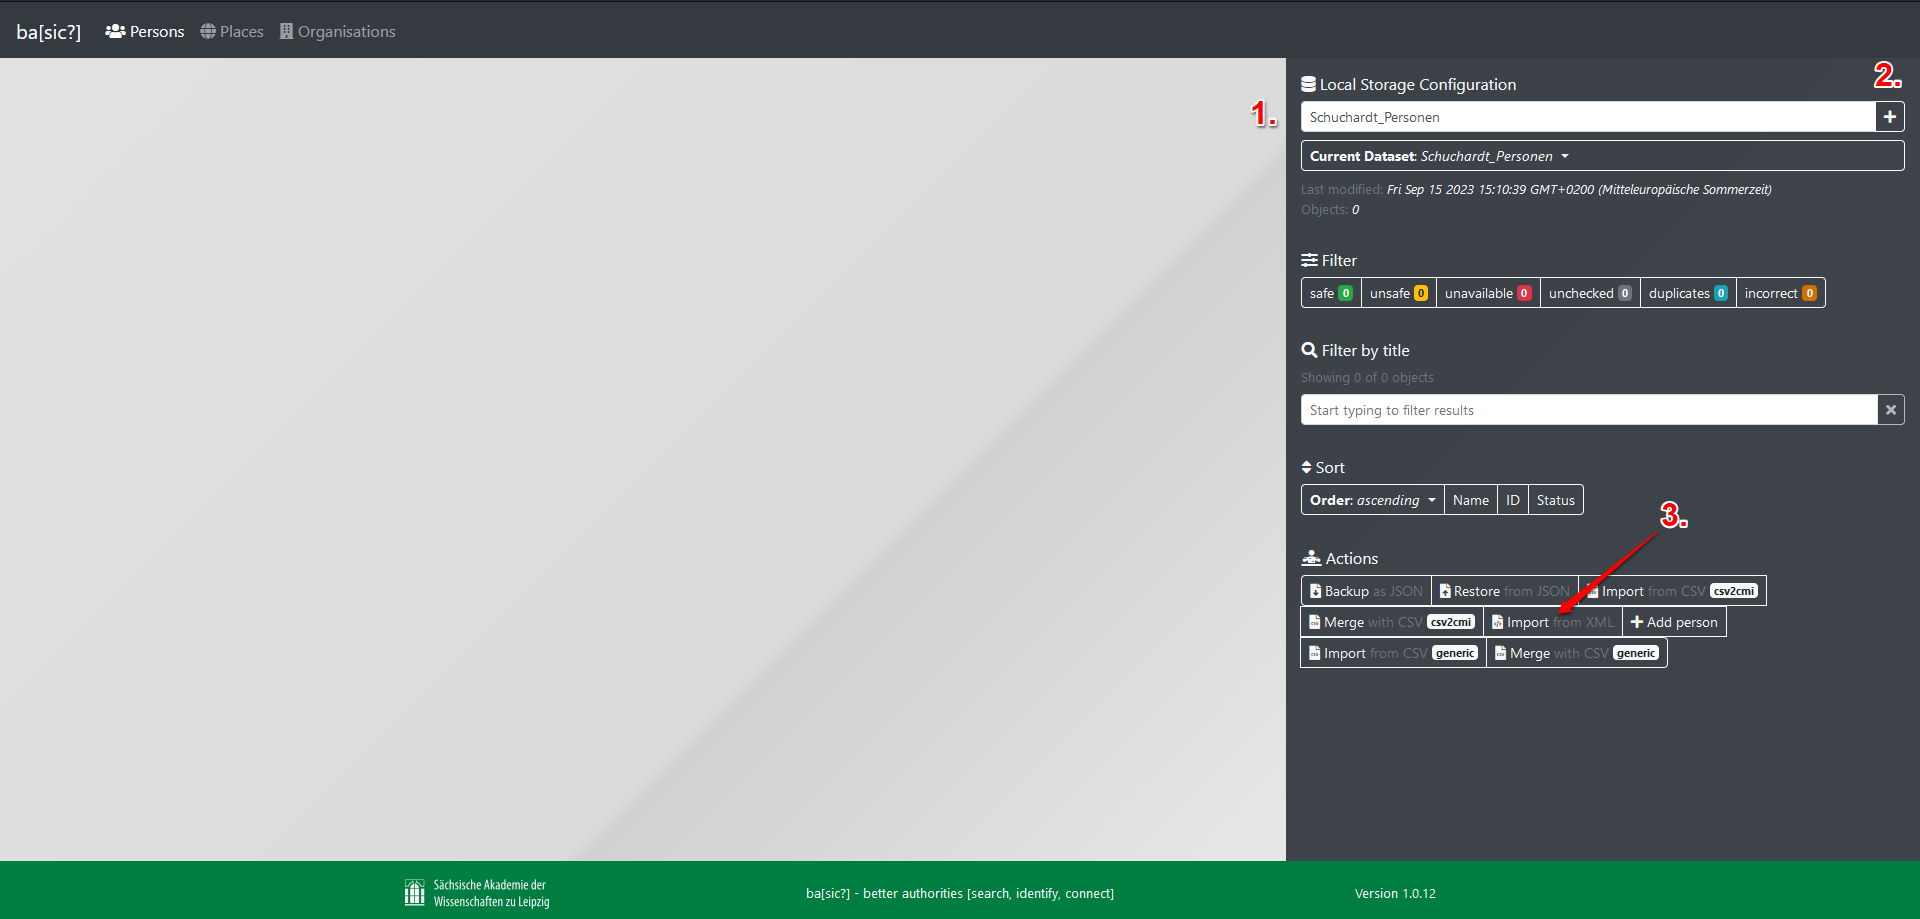 ba[sic?] Persons Places Organisations
Local Storage Configuration
2.
1.
Schuchardt_Personen
Current Dataset: Schuchardt_Personen
Last modified: Fri Sep 15 2023 15:10:39 GMT+0200 (Mitteleuropäische Sommerzeit)
Objects: 0
Filter
safe 0 unsafe 0 unavailable 0 unchecked 0 duplicates 0 incorrect 0
Filter by title
Showing 0 of 0 objects
Start typing to filter results
Sort
Order: ascending Name ID Status
3.
Actions
Backup as JSON Restore from JSON Import from CSV csv2cmi
Merge with CSV csv2cmi Import from XML Add person
Import from CSV generic Merge with CSV generic
Sächsische Akademie der
Wissenschaften zu Leipzig
ba[sic?] - better authorities [search, identify, connect]
Version 1.0.12